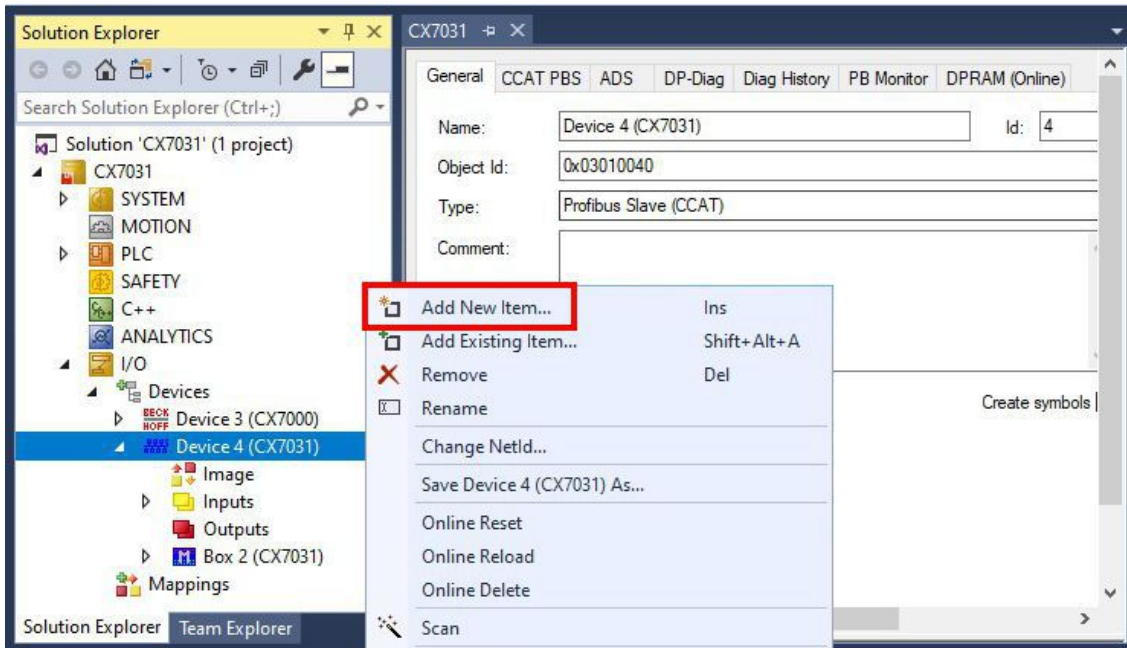 Solution Explorer
Search Solution Explorer (Ctrl+;)
Solution 'CX7031' (1 project)
CX7031
SYSTEM
MOTION
PLC
SAFETY
C++
ANALYTICS
I/O
Devices
BECK
HOFF
Device 3 (CX7000)
Device 4 (CX7031)
Image
Inputs
Outputs
Box 2 (CX7031)
Mappings
Solution Explorer Team Explorer
CX7031
General CCAT PBS ADS DP-Diag Diag History PB Monitor DPRAM (Online)
Name: Device 4 (CX7031) Id: 4
Object Id: 0x03010040
Type: Profibus Slave (CCAT)
Comment:
Create symbols
Add New Item... Ins
Add Existing Item... Shift+Alt+A
Remove Del
Rename
Change NetId...
Save Device 4 (CX7031) As...
Online Reset
Online Reload
Online Delete
Scan